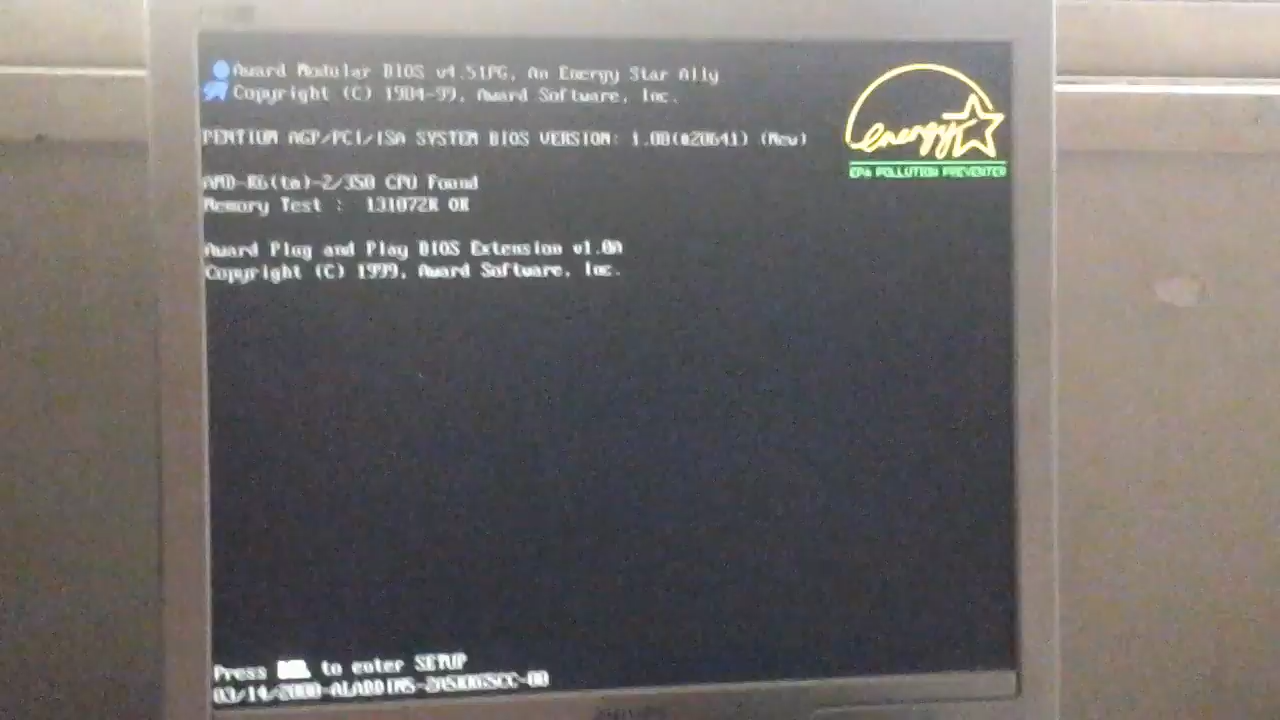 Award Modular BIOS v4.51PG, An Energy Star Ally
Copyright (C) 1984-99, Award Software, Inc.
energy
EPA POLLUTION PREVENTER
PENTIUM AGP/PCI/ISA SYSTEM BIOS VERSION: 1.00
AMD-K6(tm)-2/350 CPU Found
Memory Test : 131072K OK
Award Plug and Play BIOS Extension v1.0A
Copyright (C) 1999, Award Software, Inc.
Press DEL to enter SETUP